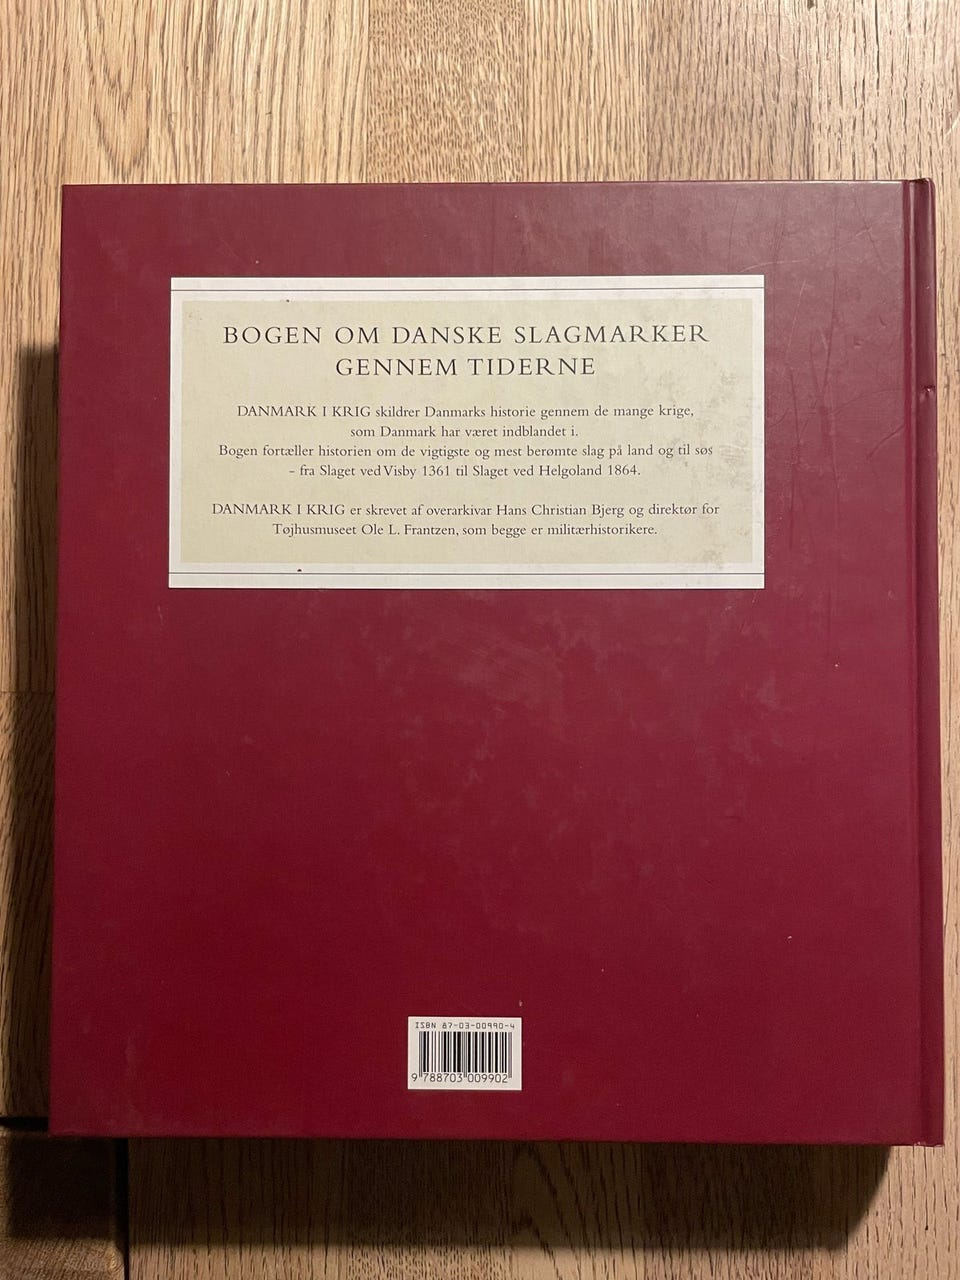 BOGEN OM DANSKE SLAGMARKER
GENNEM TIDERNE
DANMARK I KRIG skildrer Danmarks historie gennem de mange krige,
som Danmark har været indblandet i.
Bogen fortæller historien om de vigtigste og mest berømte slag på land og til søs
– fra Slaget ved Visby 1361 til Slaget ved Helgoland 1864.
DANMARK I KRIG er skrevet af overarkivar Hans Christian Bjerg og direktør for
Tøjhusmuseet Ole L. Frantzen, som begge er militærhistorikere.
ISBN 87-03-00990-4
9 788703 009902